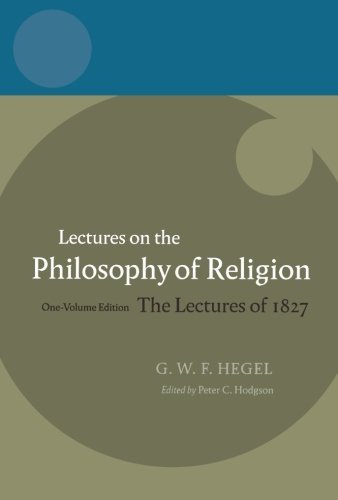 Lectures on the
Philosophy of Religion
One-Volume Edition The Lectures of 1827
G. W. F. HEGEL
Edited by Peter C. Hodgson